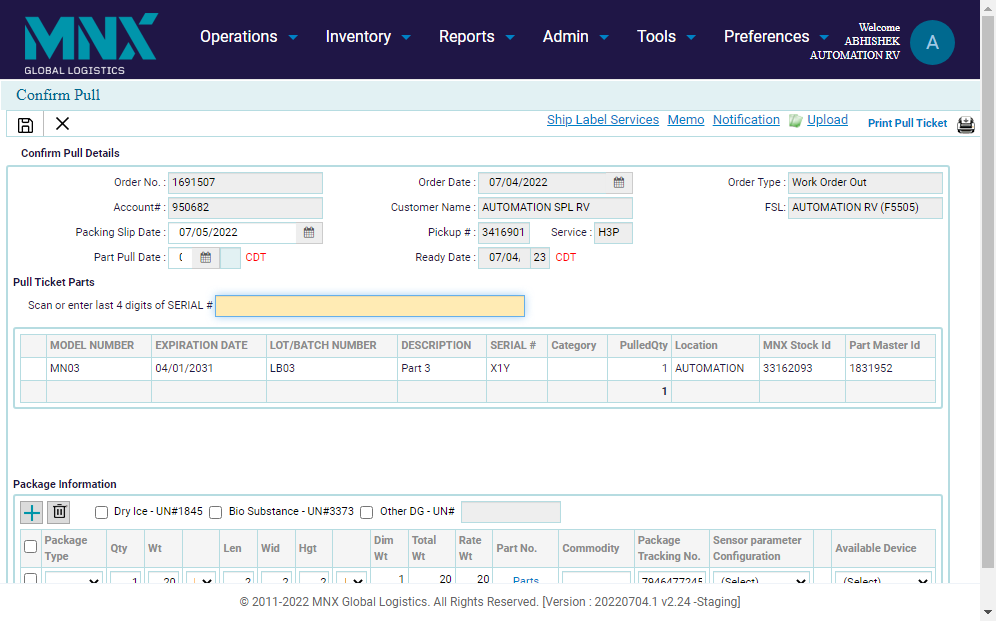 MNX
GLOBAL LOGISTICS
Operations Inventory Reports Admin Tools Preferences
Welcome
ABHISHEK
AUTOMATION RV
A
Confirm Pull
Ship Label Services Memo Notification Upload Print Pull Ticket
Confirm Pull Details
Order No. : 1691507 Order Date : 07/04/2022 Order Type : Work Order Out
Account# : 950682 Customer Name : AUTOMATION SPL RV FSL: AUTOMATION RV (F5505)
Packing Slip Date : 07/05/2022 Pickup # : 3416901 Service : H3P
Part Pull Date : CDT Ready Date : 07/04, 23 CDT
Pull Ticket Parts
Scan or enter last 4 digits of SERIAL #
MODEL NUMBER EXPIRATION DATE LOT/BATCH NUMBER DESCRIPTION SERIAL # Category PulledQty Location MNX Stock Id Part Master Id
MN03 04/01/2031 LB03 Part 3 X1Y 1 AUTOMATION 33162093 1831952
1
Package Information
Dry Ice - UN#1845 Bio Substance - UN#3373 Other DG - UN#
Package Type Qty Wt Len Wid Hgt Dim Wt Total Wt Rate Wt Part No. Commodity Package Tracking No. Sensor parameter Configuration Available Device
1 20 2 2 2 1 20 20 Parts 7946477245 (Select) (Select)
© 2011-2022 MNX Global Logistics. All Rights Reserved. [Version : 20220704.1 v2.24 -Staging]